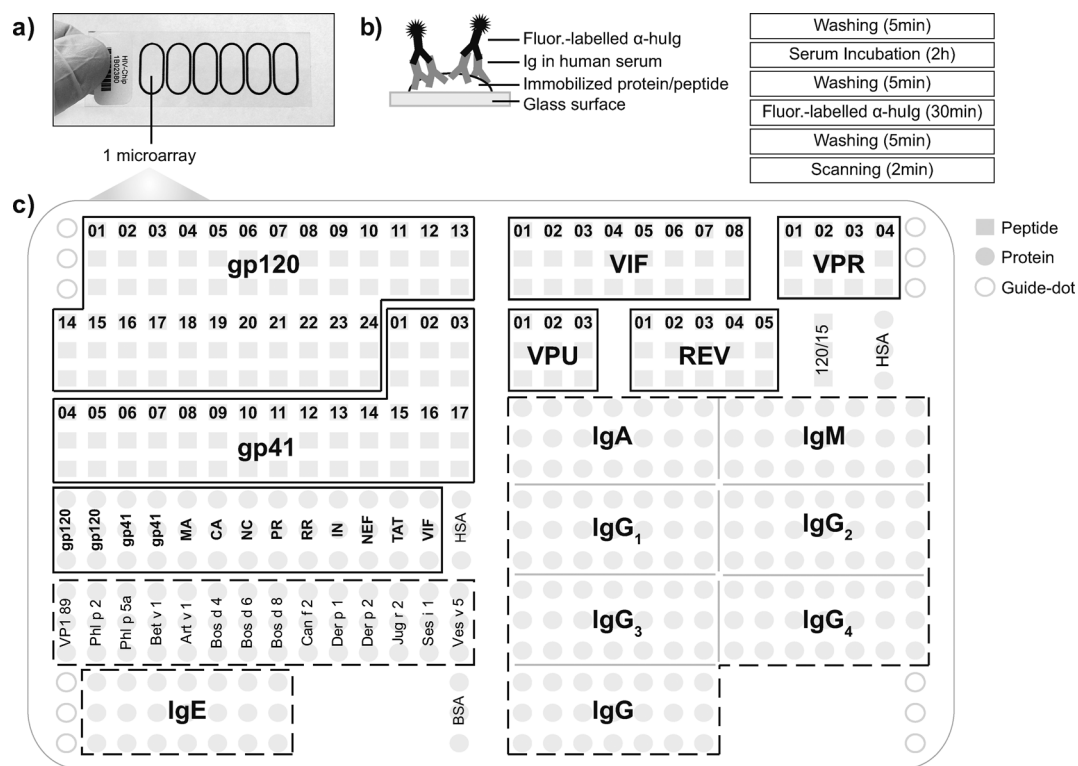 a)
HIV-Chip
1802380
1 microarray
b)
Fluor.-labelled α-huIg
Ig in human serum
Immobilized protein/peptide
Glass surface
Washing (5min)
Serum Incubation (2h)
Washing (5min)
Fluor.-labelled α-huIg (30min)
Washing (5min)
Scanning (2min)
c)
01 02 03 04 05 06 07 08 09 10 11 12 13
gp120
14 15 16 17 18 19 20 21 22 23 24
01 02 03
04 05 06 07 08 09 10 11 12 13 14 15 16 17
gp41
gp120 gp120 gp41 gp41 MA CA NC PR RR IN NEF TAT VIF HSA
VP1 89 Phl p 2 Phl p 5a Bet v 1 Art v 1 Bos d 4 Bos d 6 Bos d 8 Can f 2 Der p 1 Der p 2 Jug r 2 Ses i 1 Ves v 5
IgE
BSA
01 02 03 04 05 06 07 08
VIF
01 02 03 04
VPR
01 02 03
VPU
01 02 03 04 05
REV
120/15
HSA
IgA
IgM
IgG1
IgG2
IgG3
IgG4
IgG
Peptide
Protein
Guide-dot